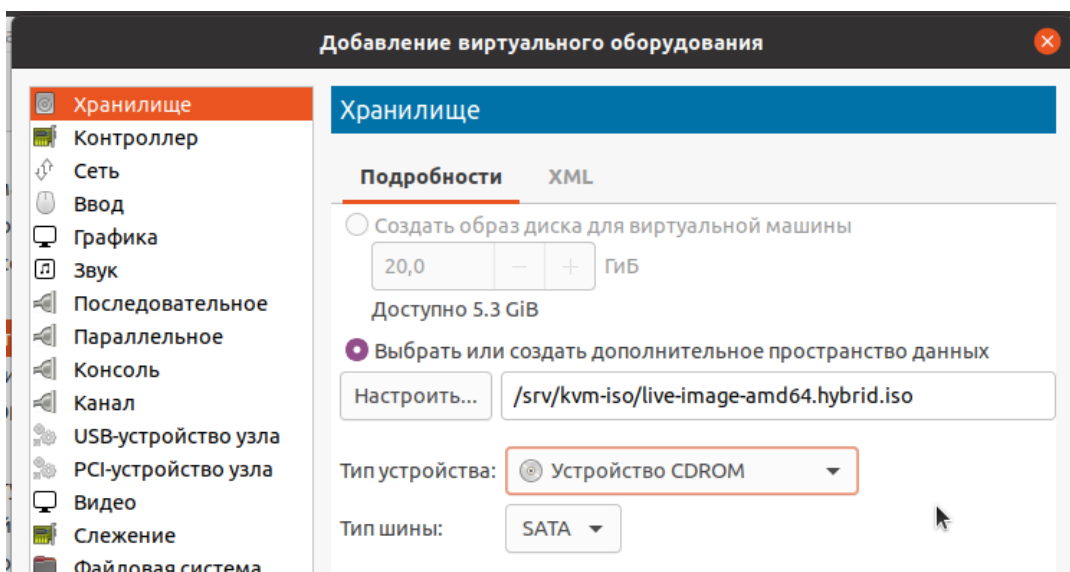 Добавление виртуального оборудования
Хранилище
Контроллер
Сеть
Ввод
Графика
Звук
Последовательное
Параллельное
Консоль
Канал
USB-устройство узла
PCI-устройство узла
Видео
Слежение
Файловая система
Хранилище
Подробности XML
Создать образ диска для виртуальной машины
20,0 − + ГиБ
Доступно 5.3 GiB
Выбрать или создать дополнительное пространство данных
Настроить... /srv/kvm-iso/live-image-amd64.hybrid.iso
Тип устройства: Устройство CDROM
Тип шины: SATA